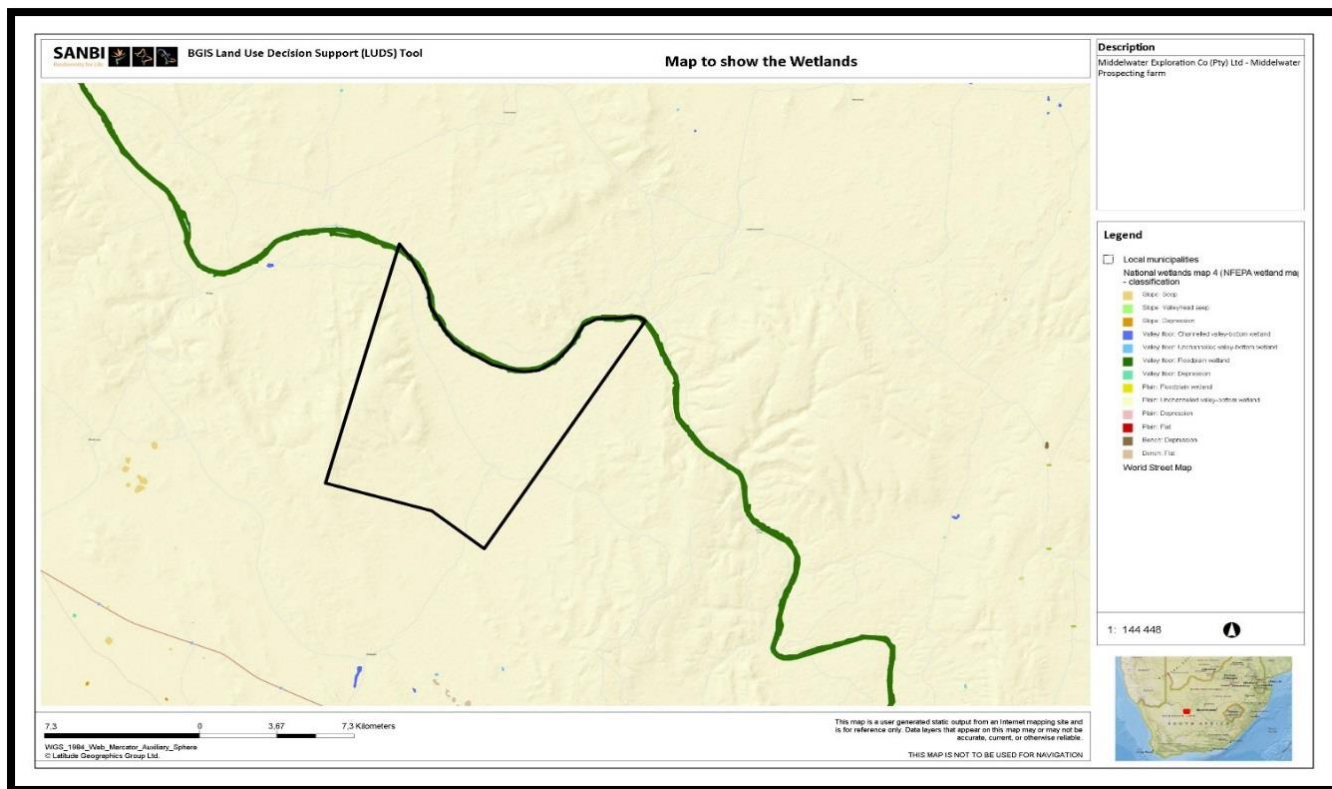 SANBI
Biodiversity for Life
BGIS Land Use Decision Support (LUDS) Tool
Map to show the Wetlands
Description
Middelwater Exploration Co (Pty) Ltd - Middelwater
Prospecting farm
Legend
Local municipalities
National wetlands map 4 (NFEPA wetland map
- classification
Slope: Seep
Slope: Valleyhead seep
Slope: Depression
Valley floor: Channelled valley-bottom wetland
Valley floor: Unchannelled valley-bottom wetland
Valley floor: Floodplain wetland
Valley floor: Depression
Plain: Floodplain wetland
Plain: Unchannelled valley-bottom wetland
Plain: Depression
Plain: Flat
Bench: Depression
Bench: Flat
World Street Map
1: 144 448
7.3 0 3.67 7.3 Kilometers
WGS_1984_Web_Mercator_Auxiliary_Sphere
© Latitude Geographics Group Ltd.
This map is a user generated static output from an Internet mapping site and
is for reference only. Data layers that appear on this map may or may not be
accurate, current, or otherwise reliable.
THIS MAP IS NOT TO BE USED FOR NAVIGATION